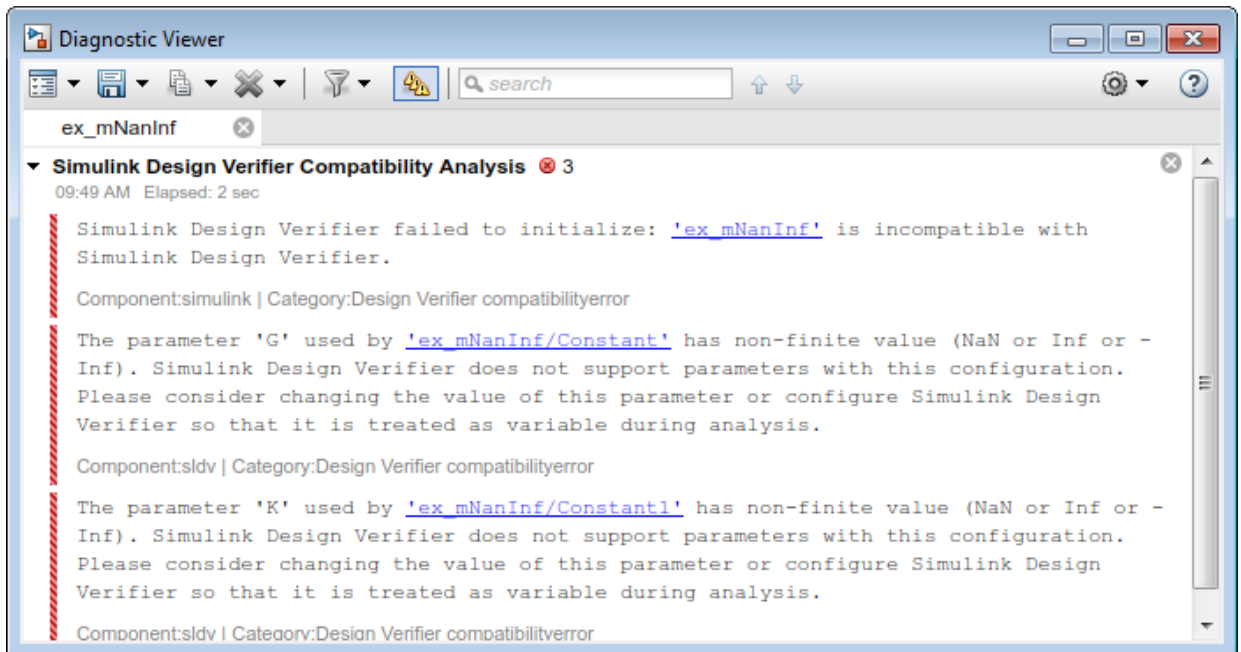 Diagnostic Viewer
search
ex_mNanInf
Simulink Design Verifier Compatibility Analysis 3
09:49 AM Elapsed: 2 sec
Simulink Design Verifier failed to initialize: 'ex_mNanInf' is incompatible with
Simulink Design Verifier.
Component:simulink | Category:Design Verifier compatibilityerror
The parameter 'G' used by 'ex_mNanInf/Constant' has non-finite value (NaN or Inf or -
Inf). Simulink Design Verifier does not support parameters with this configuration.
Please consider changing the value of this parameter or configure Simulink Design
Verifier so that it is treated as variable during analysis.
Component:sldv | Category:Design Verifier compatibilityerror
The parameter 'K' used by 'ex_mNanInf/Constant1' has non-finite value (NaN or Inf or -
Inf). Simulink Design Verifier does not support parameters with this configuration.
Please consider changing the value of this parameter or configure Simulink Design
Verifier so that it is treated as variable during analysis.
Component:sldv | Category:Design Verifier compatibilityerror